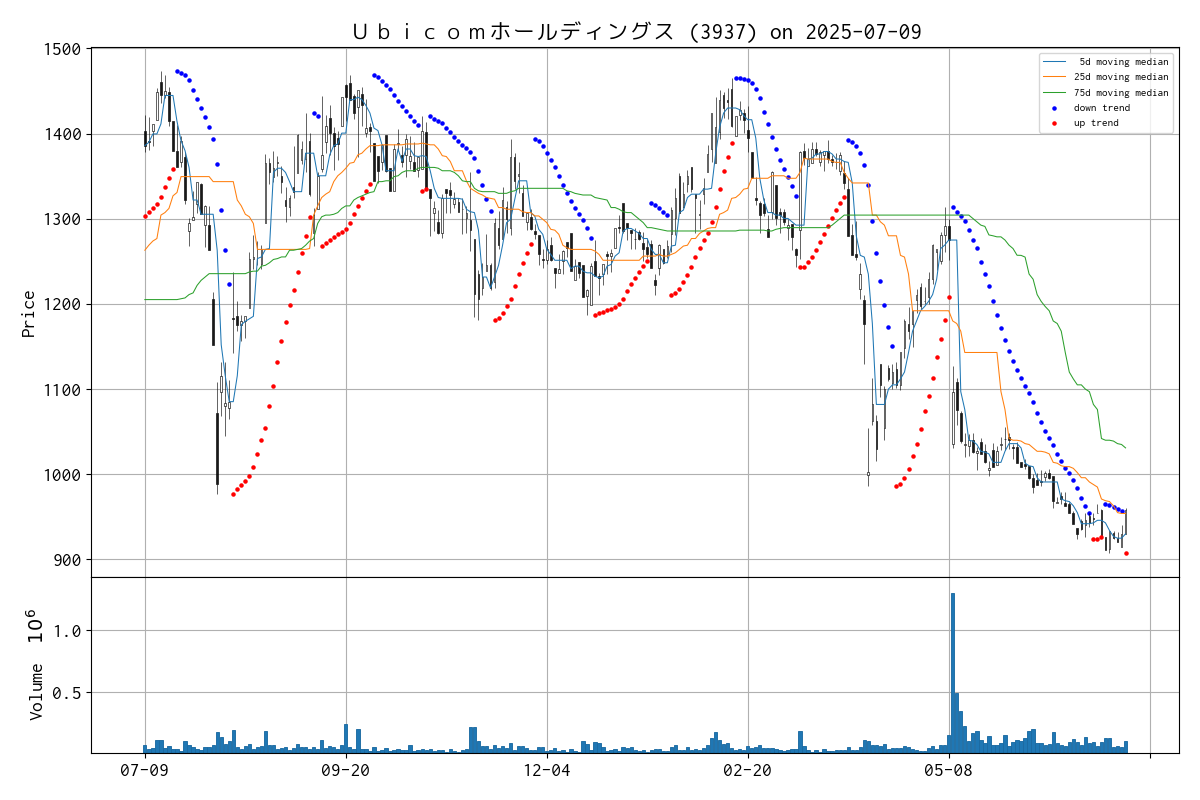 Ｕｂｉｃｏｍホールディングス (3937) on 2025-07-09
5d moving median
25d moving median
75d moving median
down trend
up trend
Price
1500
1400
1300
1200
1100
1000
900
Volume 10^6
1.0
0.5
07-09 09-20 12-04 02-20 05-08